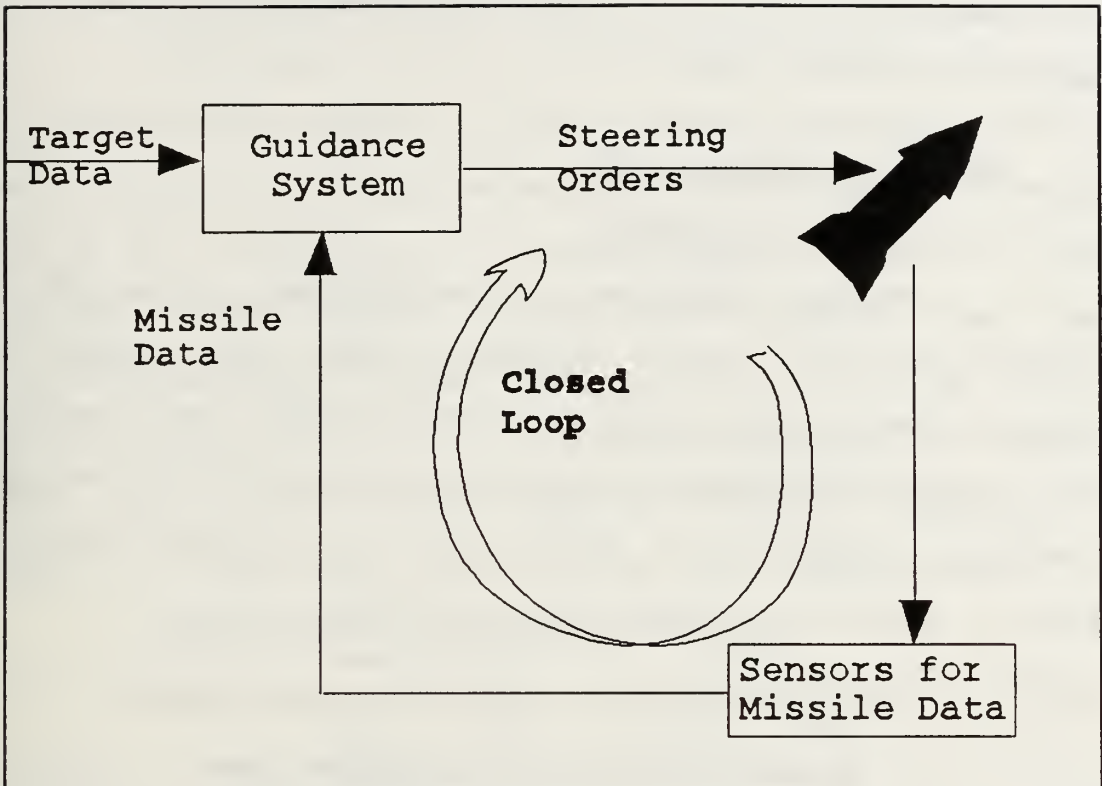 Target
Data
Guidance
System
Steering
Orders
Missile
Data
Closed
Loop
Sensors for
Missile Data